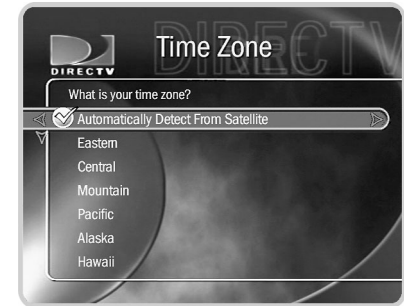 DIRECTV
Time Zone
DIRECTV
What is your time zone?
Automatically Detect From Satellite
Eastern
Central
Mountain
Pacific
Alaska
Hawaii